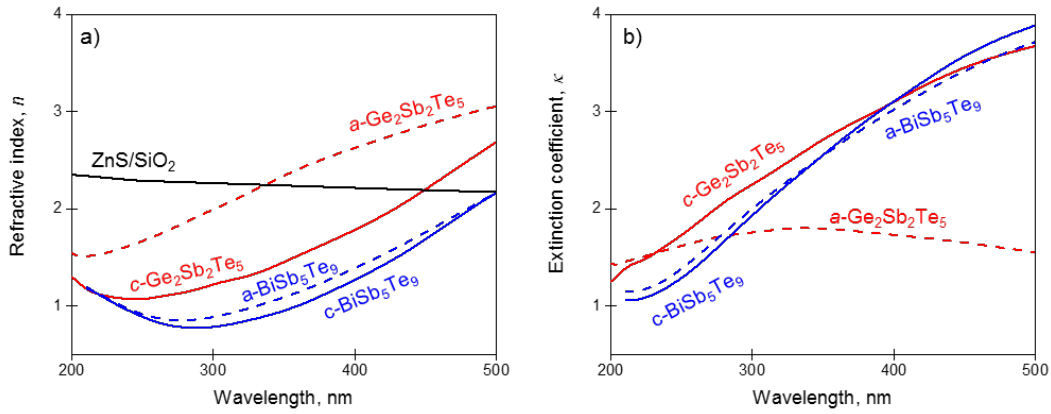 a)
4
3
2
1
200
300
400
500
Refractive index, n
Wavelength, nm
a-Ge₂Sb₂Te₅
ZnS/SiO₂
c-Ge₂Sb₂Te₅
a-BiSb₅Te₉
c-BiSb₅Te₉
b)
4
3
2
1
200
300
400
500
Extinction coefficient, κ
Wavelength, nm
a-BiSb₅Te₉
c-Ge₂Sb₂Te₅
a-Ge₂Sb₂Te₅
c-BiSb₅Te₉